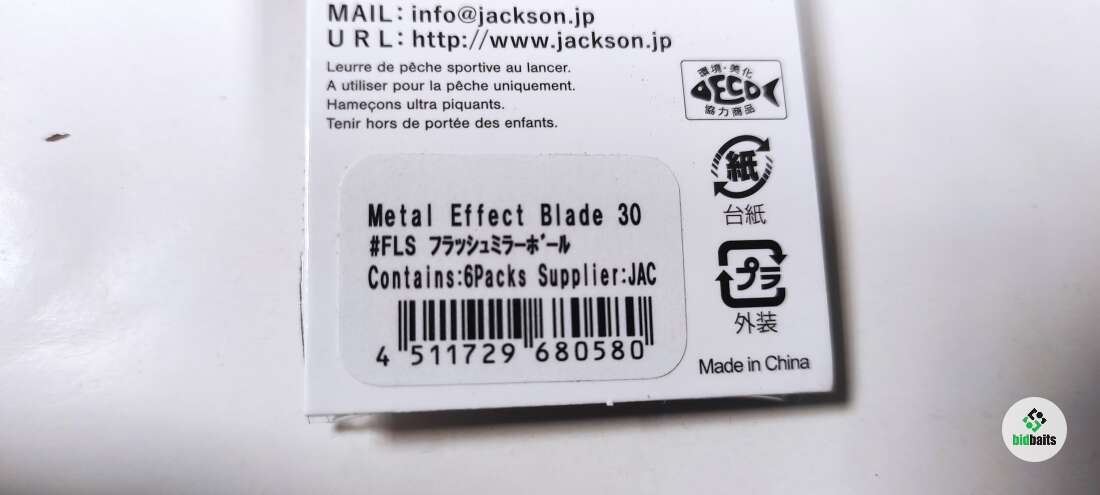 MAIL: info@jackson.jp
URL: http://www.jackson.jp
Leurre de pêche sportive au lancer.
A utiliser pour la pêche uniquement.
Hameçons ultra piquants.
Tenir hors de portée des enfants.
環境・美化
ECO
協力商品
紙
台紙
プラ
外装
Metal Effect Blade 30
#FLS フラッシュミラーボール
Contains:6Packs Supplier:JAC
4 511729 680580
Made in China
bidbaits